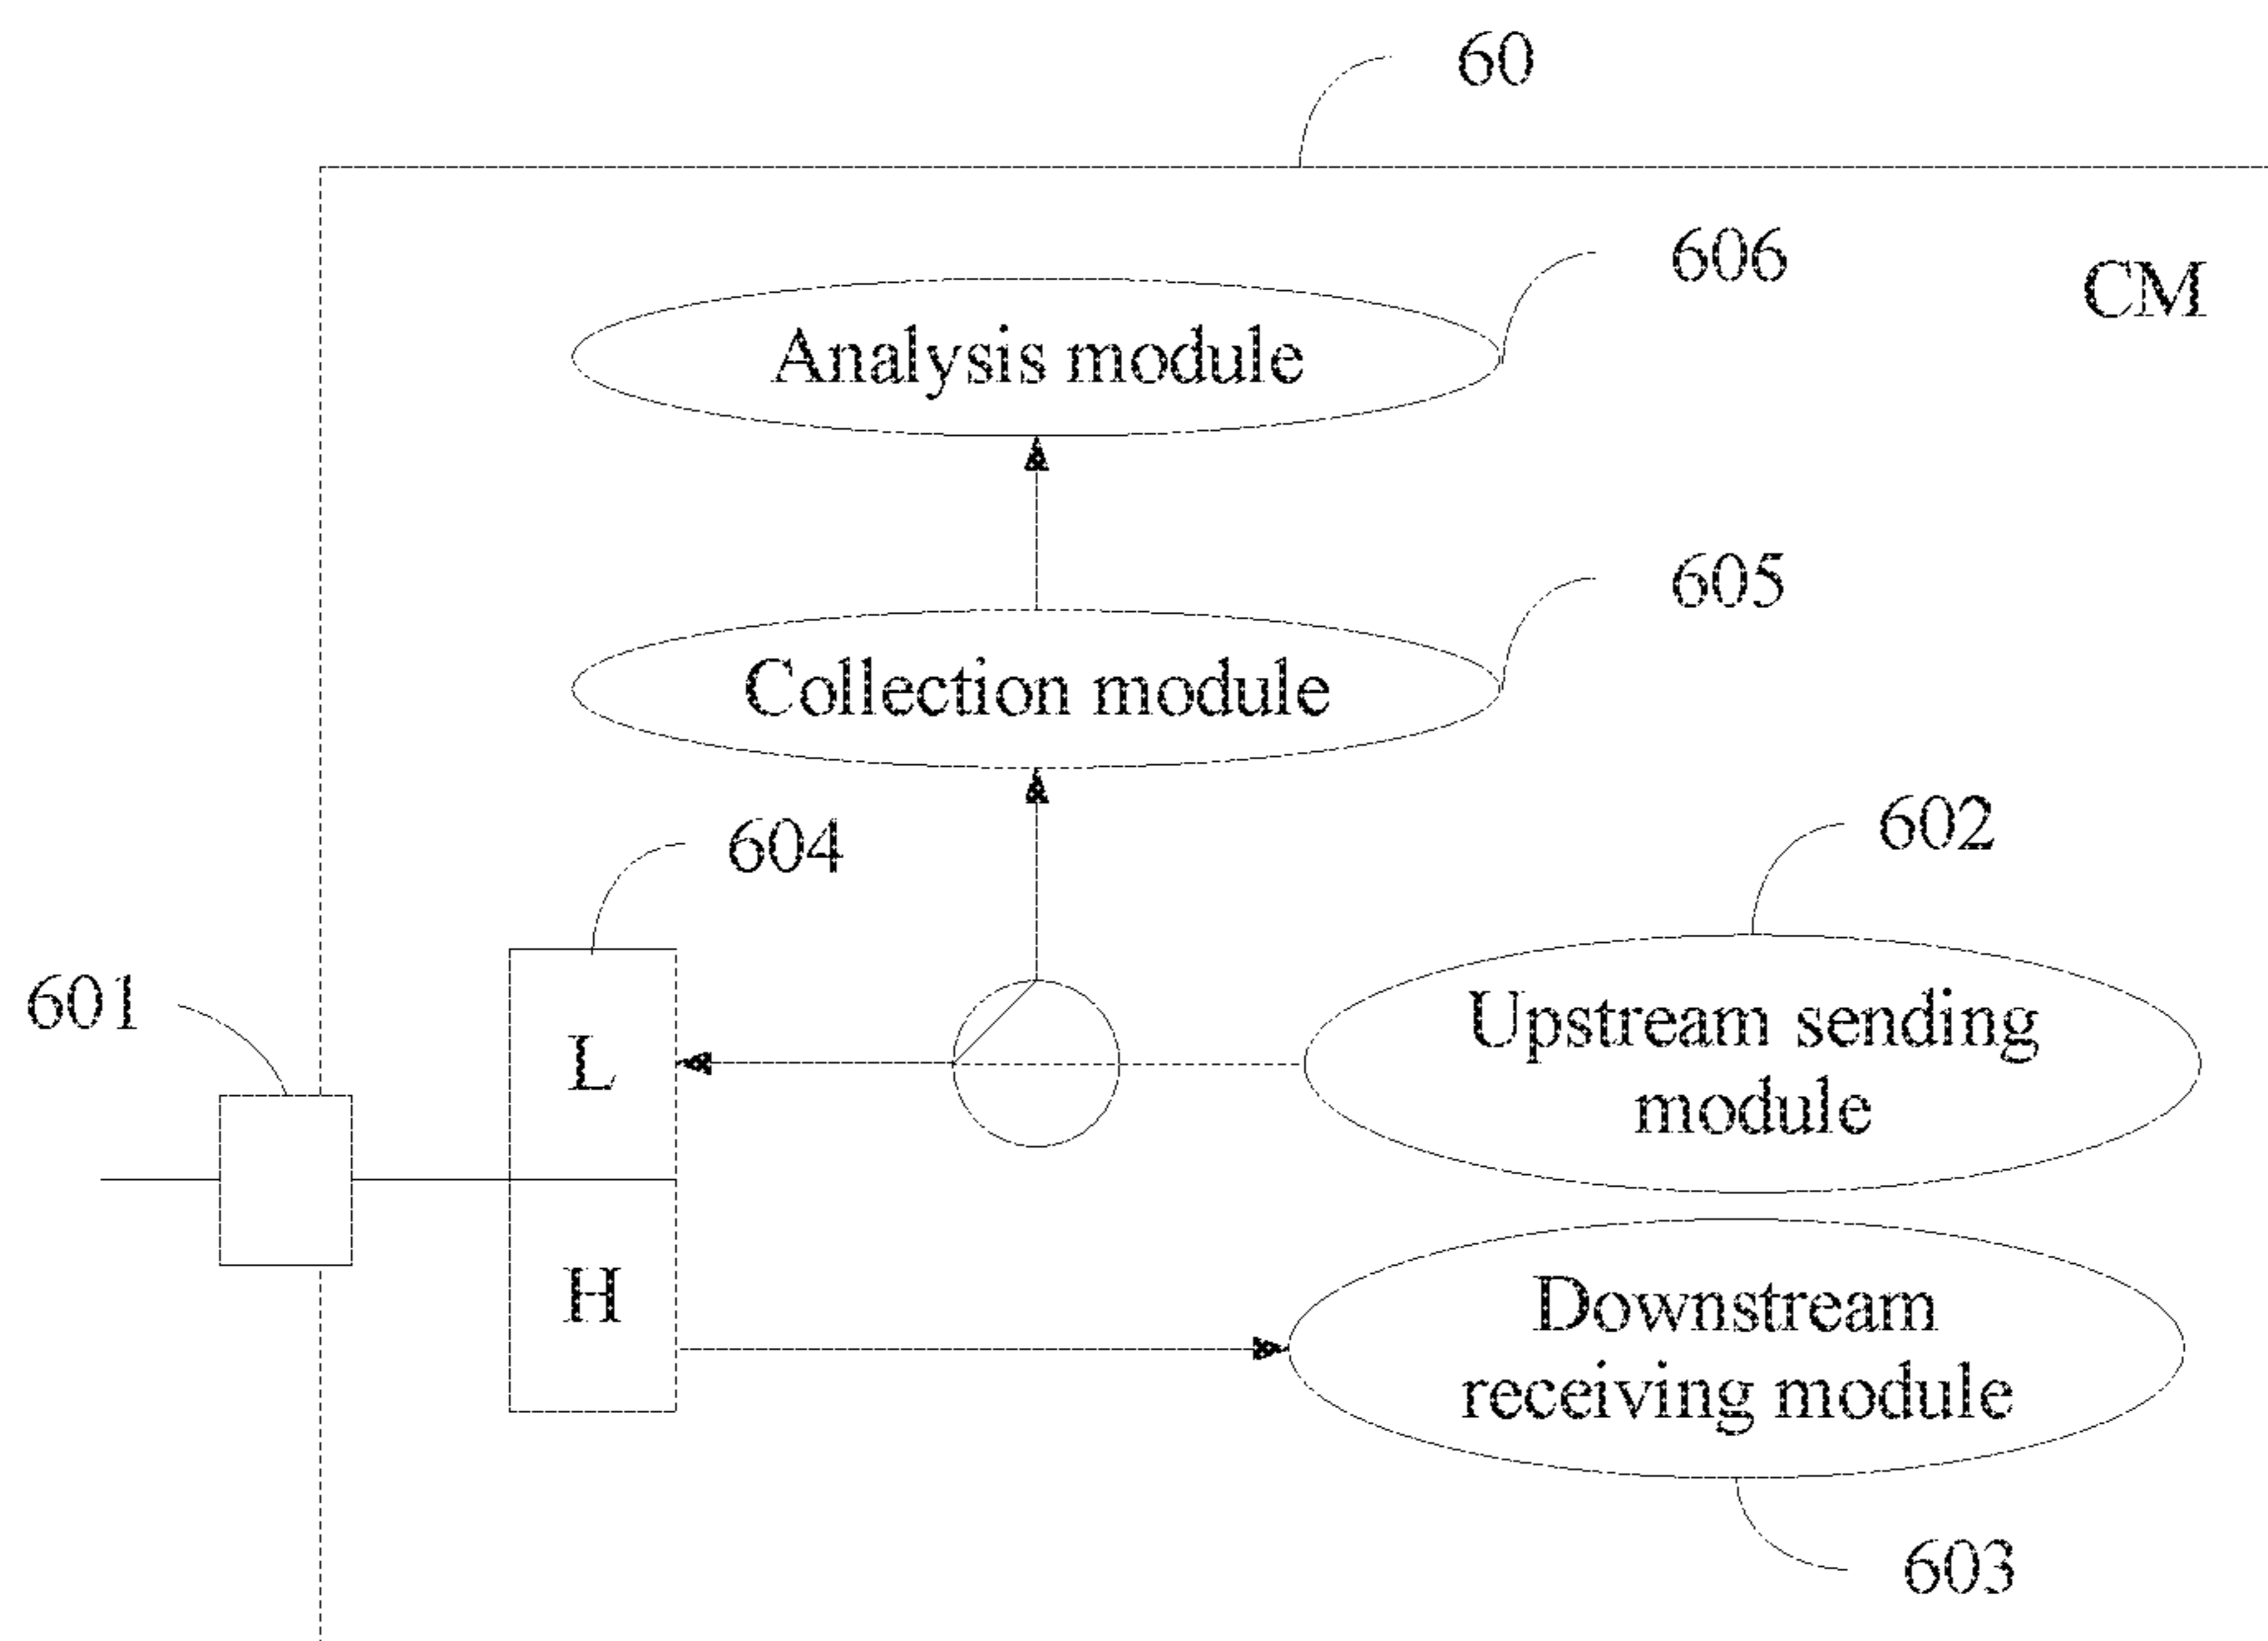 60
606
CM
Analysis module
605
Collection module
604
602
601
L
Upstream sending
module
H
Downstream
receiving module
603